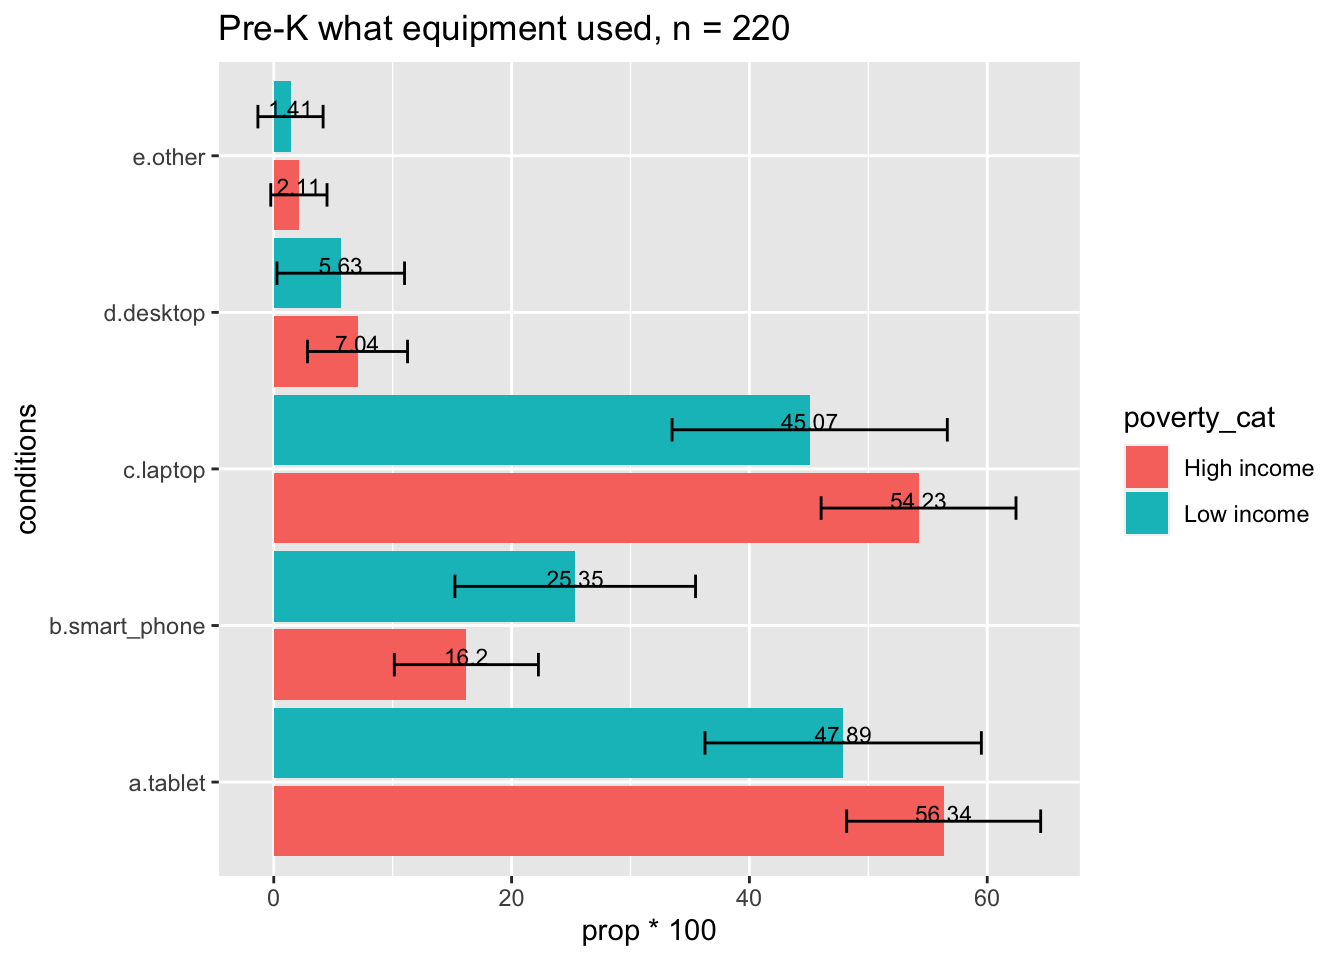 Pre-K what equipment used, n = 220
1.41
e.other
2.11
5.63
d.desktop
7.04
45.07
c.laptop
54.23
25.35
b.smart_phone
16.2
47.89
a.tablet
56.34
conditions
0 20 40 60
prop * 100
poverty_cat
High income
Low income